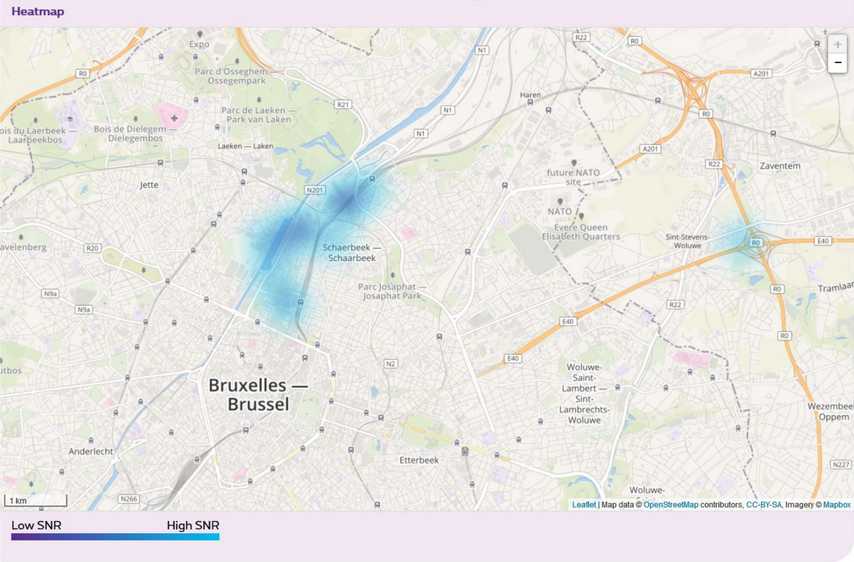 Heatmap
Expo
R0
Parc d'Osseghem —
Ossegempark
R21
N1
R22
R0
A201
Haren
N1
N1
Parc de Laeken —
Park van Laken
Bois de Dielegem —
Dielegembos
ois du Laerbeek —
Laarbeekbos
Laeken — Laken
A201
R0
R22
Zaventem
future NATO
site
Jette
N201
NATO
Evere Queen
Elisabeth Quarters
Sint-Stevens-
Woluwe
R0
E40
avelenberg
R20
Schaerbeek —
Schaarbeek
Parc Josaphat —
Josaphat Park
R0
Tramlaa
N9a
N9a
R22
E40
R0
E40
N2
utbos
Bruxelles —
Brussel
Woluwe-
Saint-
Lambert —
Sint-
Lambrechts-
Woluwe
Wezembee
Oppem
Anderlecht
Etterbeek
N227
Woluwe-
1 km
N266
Leaflet | Map data © OpenStreetMap contributors, CC-BY-SA, Imagery © Mapbox
Low SNR
High SNR